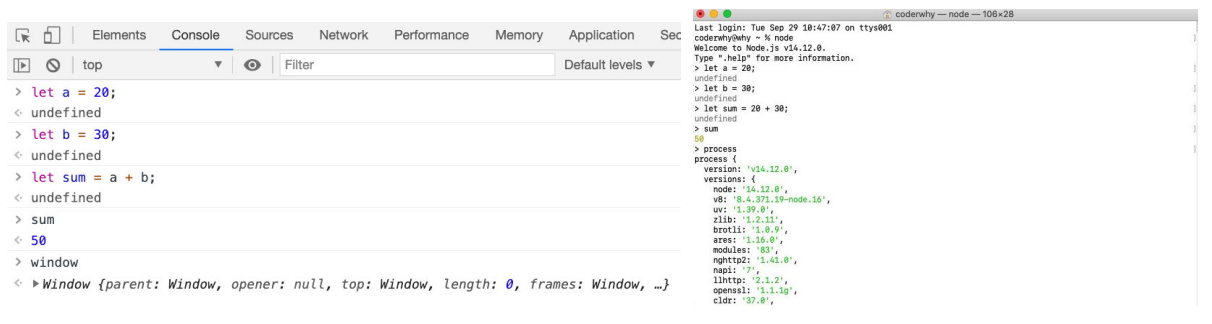 Elements Console Sources Network Performance Memory Application Sec
top ▼ Filter Default levels ▼
> let a = 20;
<· undefined
> let b = 30;
<· undefined
> let sum = a + b;
<· undefined
> sum
<· 50
> window
<· ▶Window {parent: Window, opener: null, top: Window, length: 0, frames: Window, …}
coderwhy — node — 106×28
Last login: Tue Sep 29 10:47:07 on ttys001
coderwhy@why ~ % node
Welcome to Node.js v14.12.0.
Type ".help" for more information.
> let a = 20;
undefined
> let b = 30;
undefined
> let sum = 20 + 30;
undefined
> sum
50
> process
process {
version: 'v14.12.0',
versions: {
node: '14.12.0',
v8: '8.4.371.19-node.16',
uv: '1.39.0',
zlib: '1.2.11',
brotli: '1.0.9',
ares: '1.16.0',
modules: '83',
nghttp2: '1.41.0',
napi: '7',
llhttp: '2.1.2',
openssl: '1.1.1g',
cldr: '37.0',